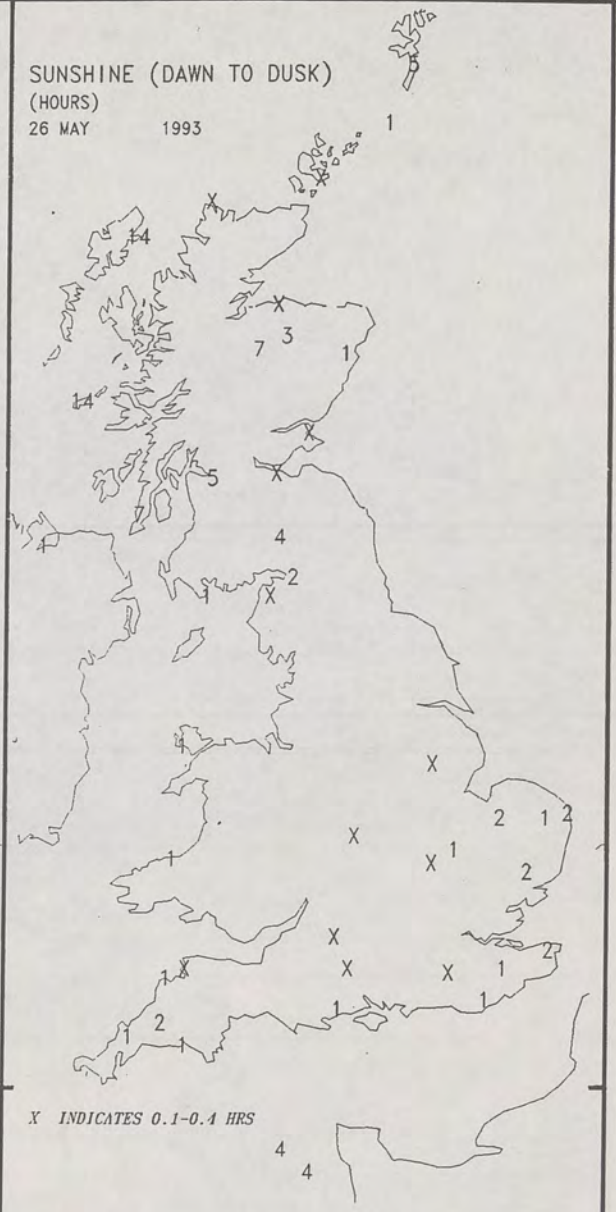 SUNSHINE (DAWN TO DUSK)
(HOURS)
26 MAY 1993
5
1
X
X
14
X
3
7 1
14
X
X
5
4
2
1 X
1
X
2 1 2
X
1
1 X
2
X
2
1 X X X 1
1 1
2
1 1
X INDICATES 0.1-0.4 HRS
4
4